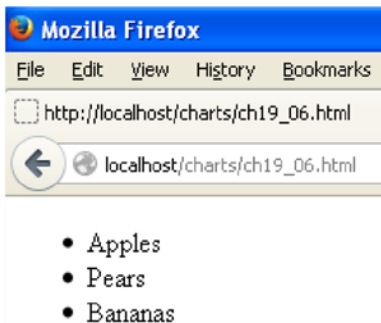 Mozilla Firefox
File Edit View History Bookmarks
http://localhost/charts/ch19_06.html
localhost/charts/ch19_06.html
• Apples
• Pears
• Bananas